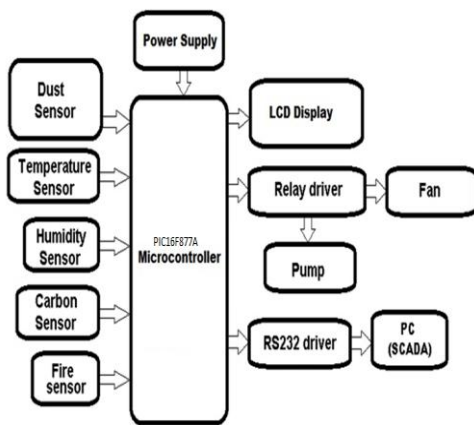 Power Supply
Dust
Sensor
Temperature
Sensor
Humidity
Sensor
Carbon
Sensor
Fire
sensor
PIC16F877A
Microcontroller
LCD Display
Relay driver
Fan
Pump
RS232 driver
PC
(SCADA)